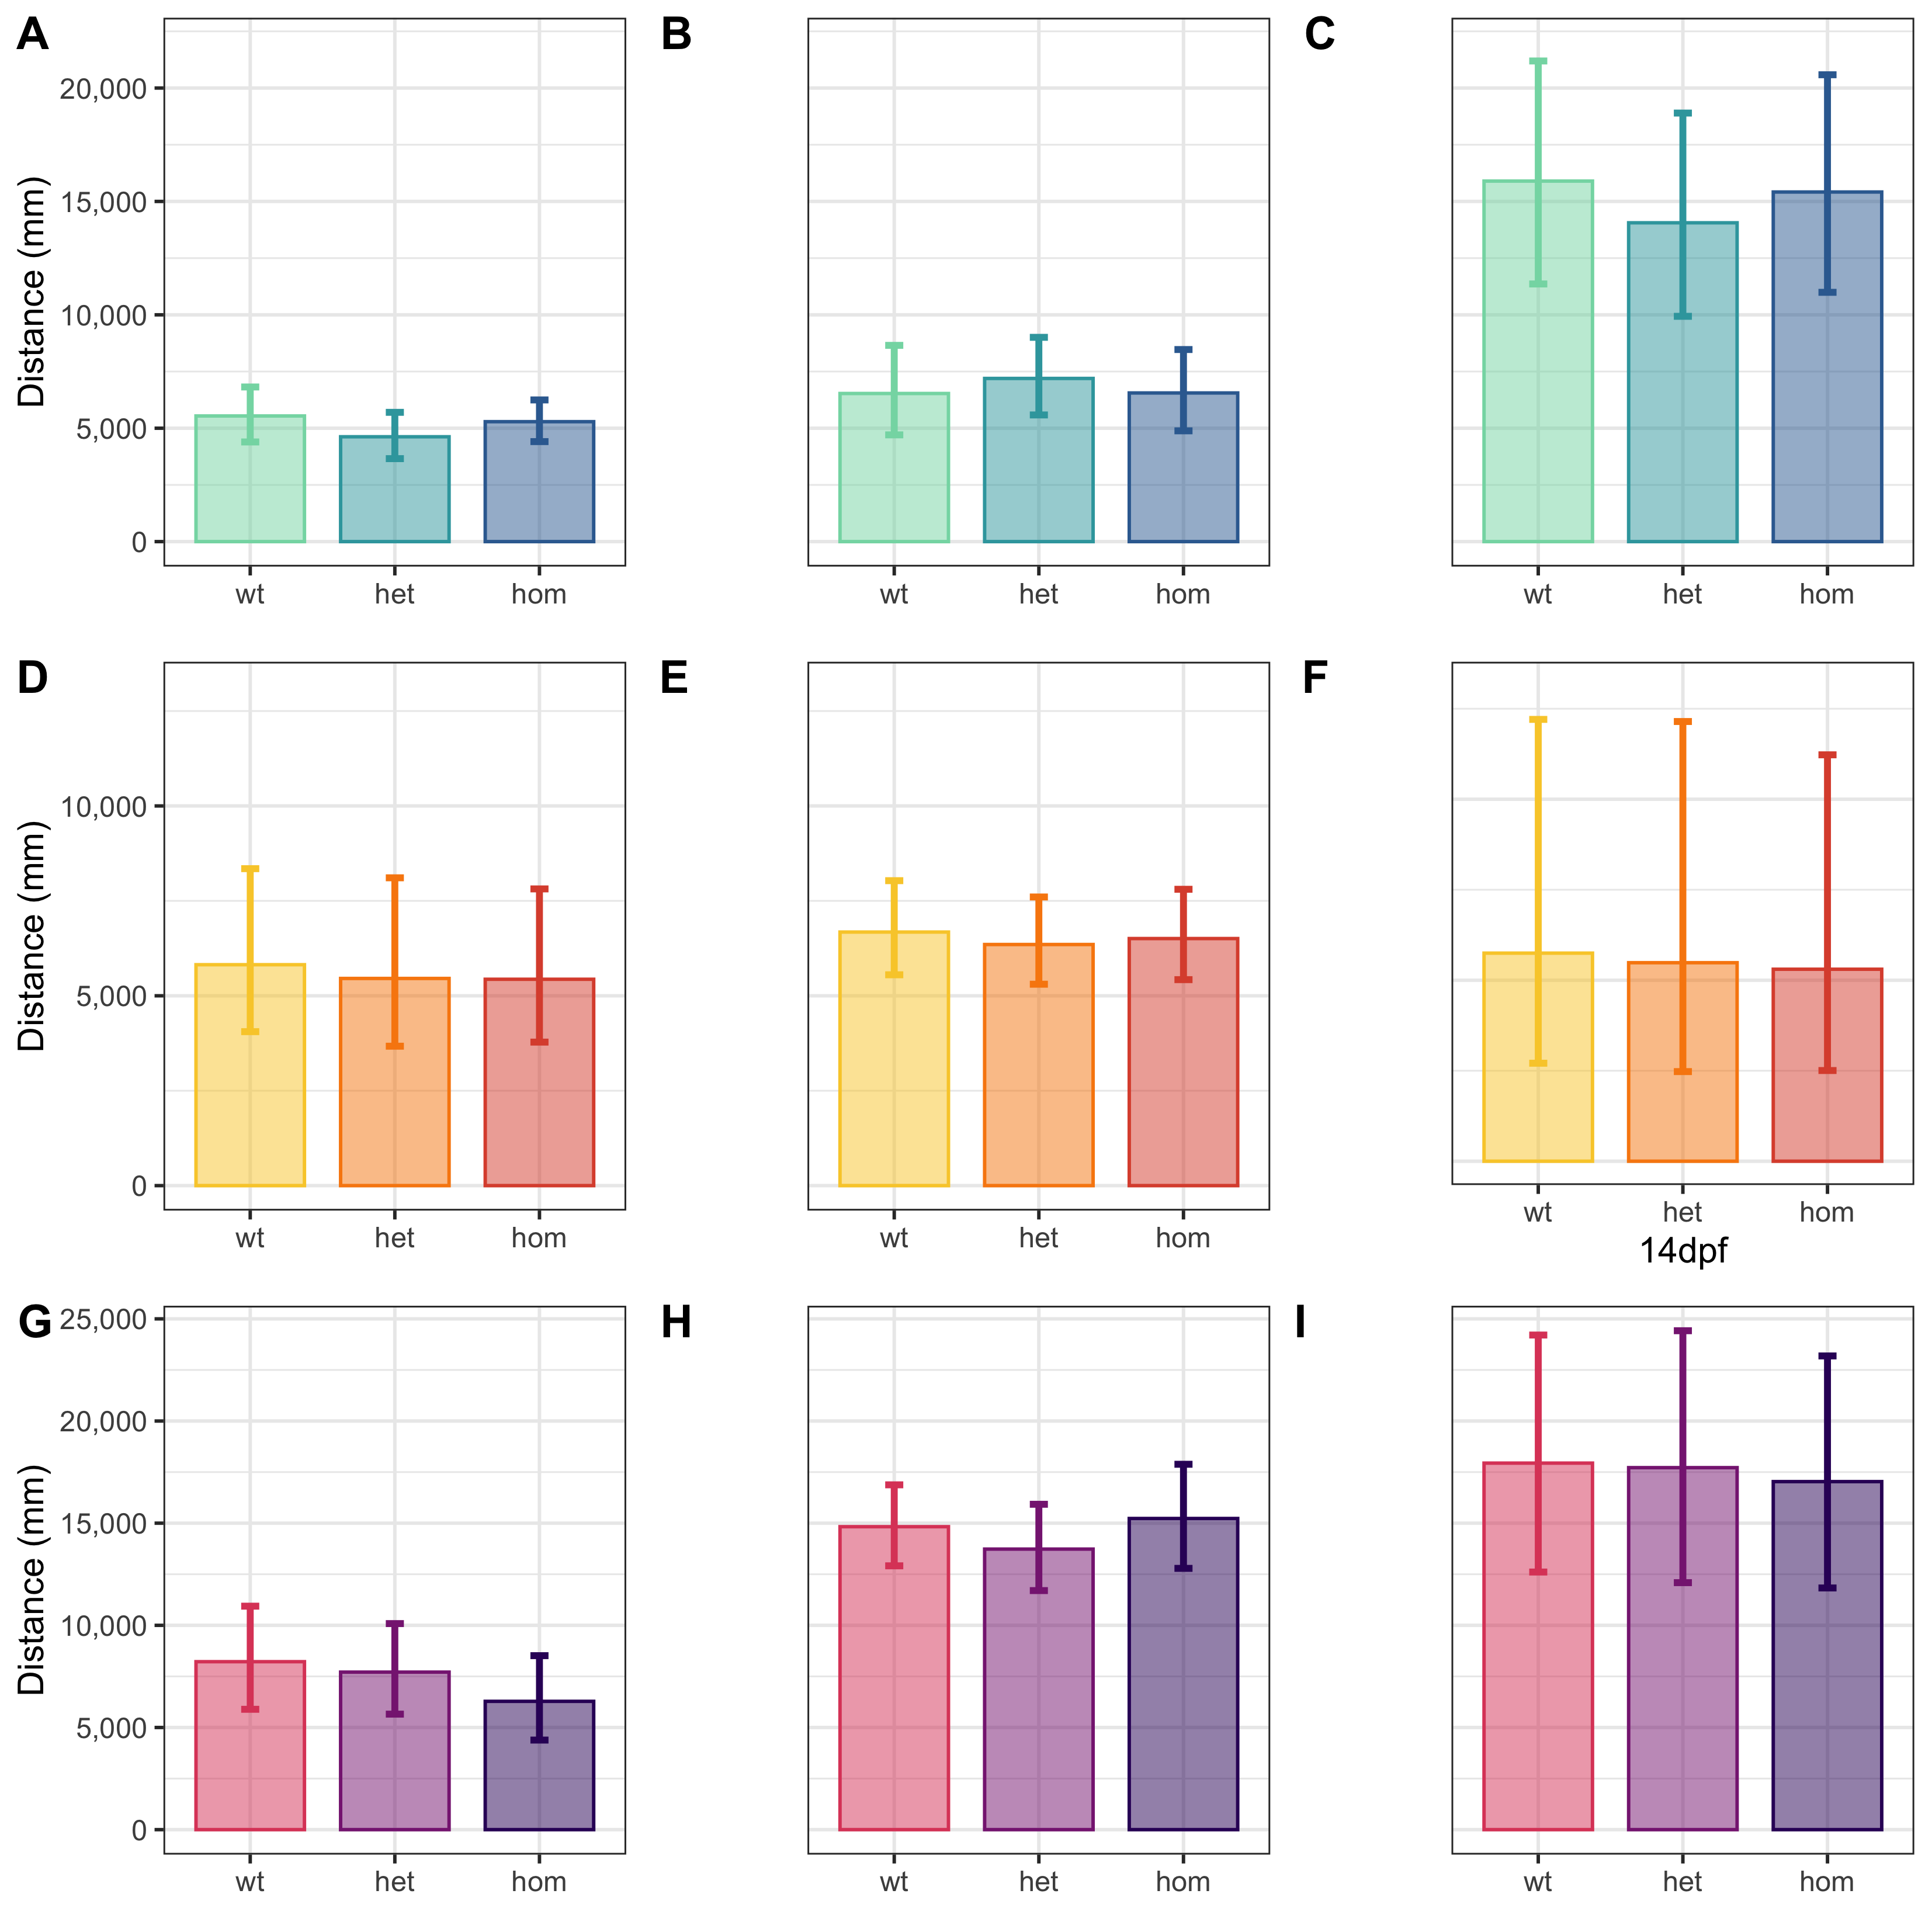 A
B
C
Distance (mm)
20,000
15,000
10,000
5,000
0
wt het hom
wt het hom
wt het hom
D
E
F
Distance (mm)
10,000
5,000
0
wt het hom
wt het hom
wt het hom
14dpf
G
H
I
Distance (mm)
25,000
20,000
15,000
10,000
5,000
0
wt het hom
wt het hom
wt het hom